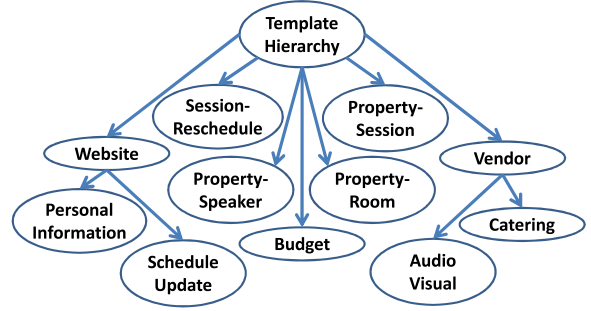 Template
Hierarchy
Session-
Reschedule
Property-
Session
Website
Vendor
Property-
Speaker
Property-
Room
Personal
Information
Catering
Budget
Schedule
Update
Audio
Visual